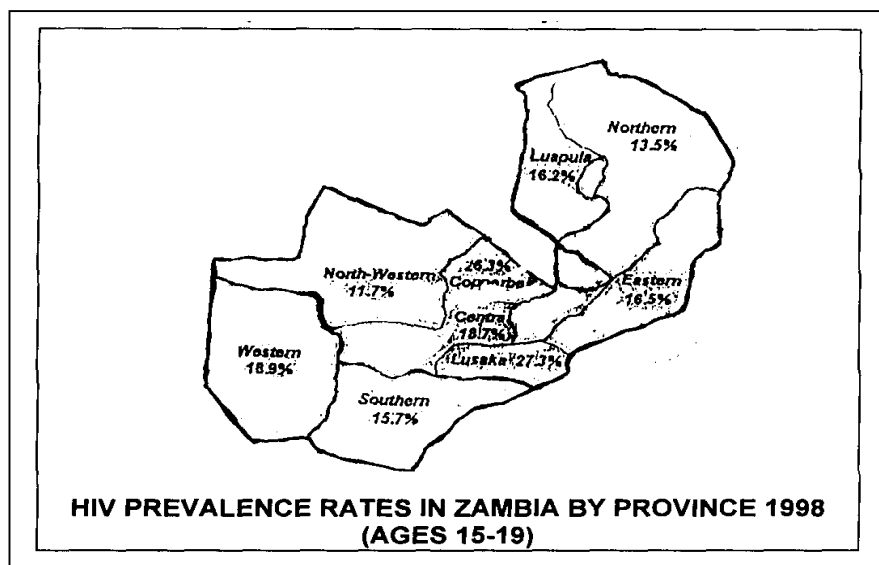 Northern
13.5%
Luapula
16.2%
26.3%
Copperbelt
North-Western
11.7%
Eastern
16.5%
Central
18.7%
Western
18.9%
Lusaka 27.3%
Southern
15.7%
HIV PREVALENCE RATES IN ZAMBIA BY PROVINCE 1998
(AGES 15-19)